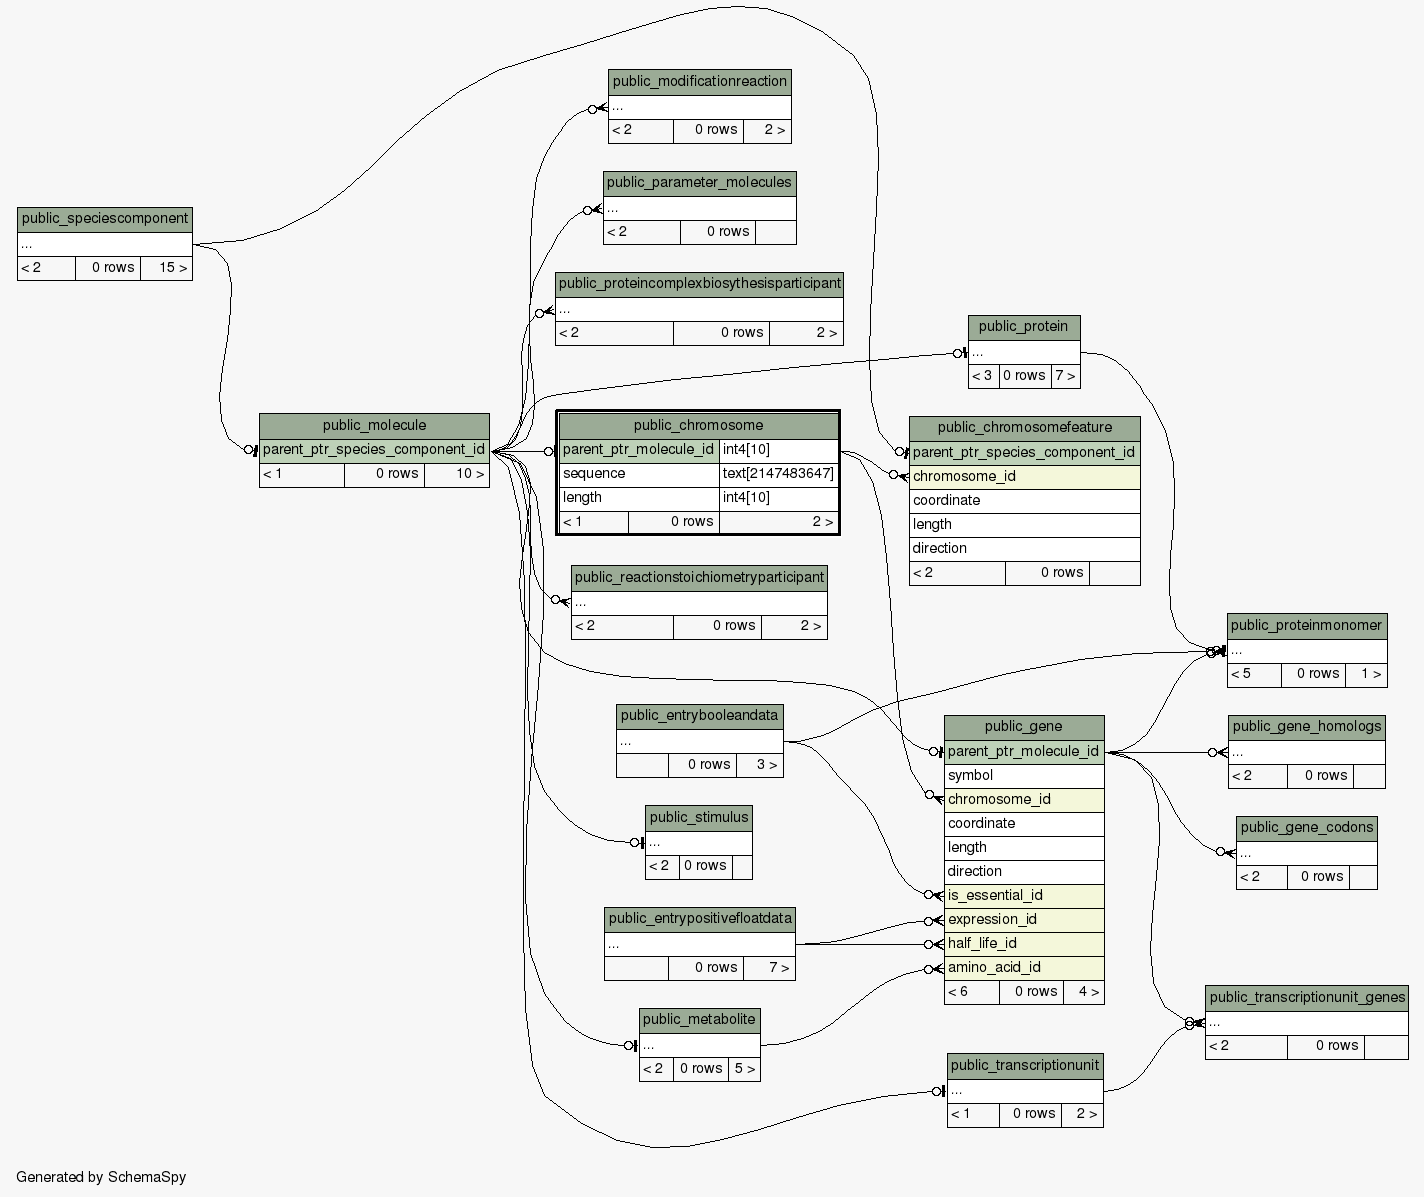 public_modificationreaction
...
< 2 0 rows 2 >
public_parameter_molecules
...
< 2 0 rows
public_speciescomponent
...
< 2 0 rows 15 >
public_proteincomplexbiosythesisparticipant
...
< 2 0 rows 2 >
public_protein
...
< 3 0 rows 7 >
public_molecule
parent_ptr_species_component_id
< 1 0 rows 10 >
public_chromosome
parent_ptr_molecule_id int4[10]
sequence text[2147483647]
length int4[10]
< 1 0 rows 2 >
public_chromosomefeature
parent_ptr_species_component_id
chromosome_id
coordinate
length
direction
< 2 0 rows
public_reactionstoichiometryparticipant
...
< 2 0 rows 2 >
public_proteinmonomer
...
< 5 0 rows 1 >
public_entrybooleandata
...
0 rows 3 >
public_gene
parent_ptr_molecule_id
symbol
chromosome_id
coordinate
length
direction
is_essential_id
expression_id
half_life_id
amino_acid_id
< 6 0 rows 4 >
public_gene_homologs
...
< 2 0 rows
public_stimulus
...
< 2 0 rows
public_gene_codons
...
< 2 0 rows
public_entrypositivefloatdata
...
0 rows 7 >
public_metabolite
...
< 2 0 rows 5 >
public_transcriptionunit_genes
...
< 2 0 rows
public_transcriptionunit
...
< 1 0 rows 2 >
Generated by SchemaSpy